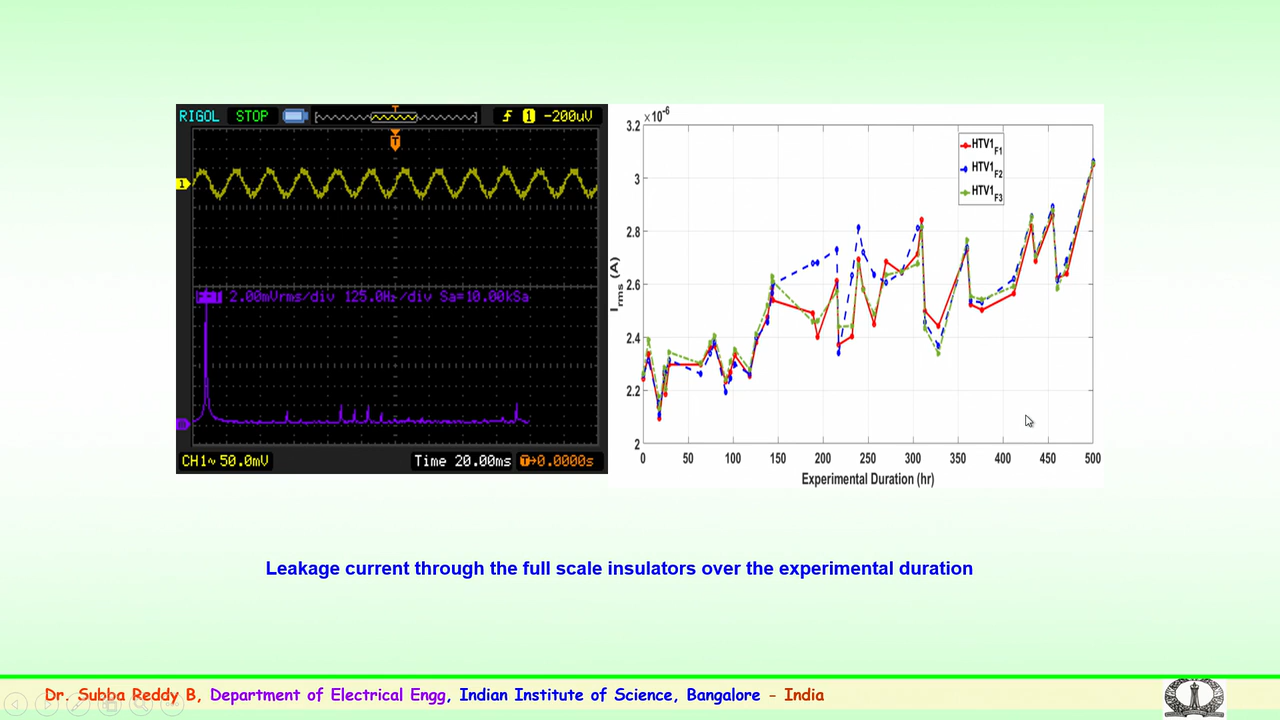 RIGOL STOP T 1 -200uV
T
1
2.00mVrms/div 125.0Hz/div Sa=10.00kSa
CH1~ 50.0mV Time 20.00ms T→0.0000s
×10⁻⁶
3.2
3
2.8
2.6
2.4
2.2
2
I rms (A)
HTV1F1
HTV1F2
HTV1F3
0 50 100 150 200 250 300 350 400 450 500
Experimental Duration (hr)
Leakage current through the full scale insulators over the experimental duration
Dr. Subba Reddy B, Department of Electrical Engg, Indian Institute of Science, Bangalore - India